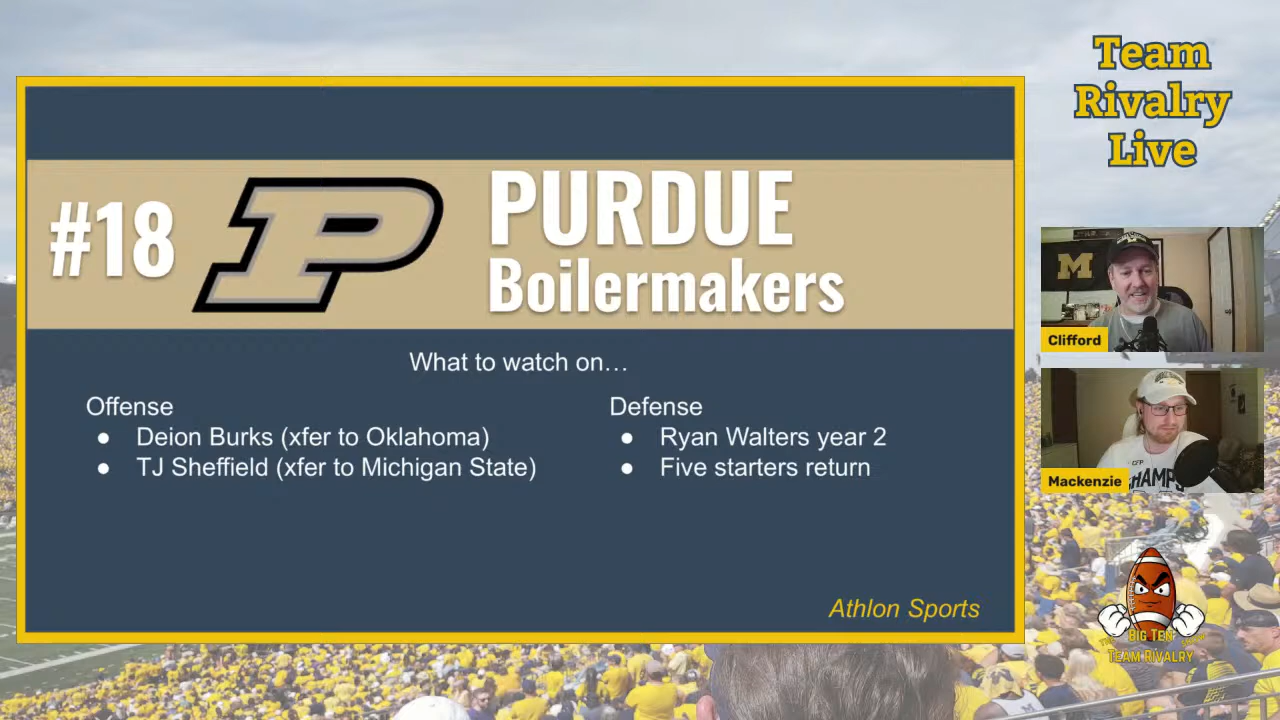 Team
Rivalry
Live
#18
P
PURDUE
Boilermakers
What to watch on…
Offense
● Deion Burks (xfer to Oklahoma)
● TJ Sheffield (xfer to Michigan State)
Defense
● Ryan Walters year 2
● Five starters return
Athlon Sports
M
Clifford
CFP
CHAMPS
Mackenzie
BIG TEN
TEAM RIVALRY